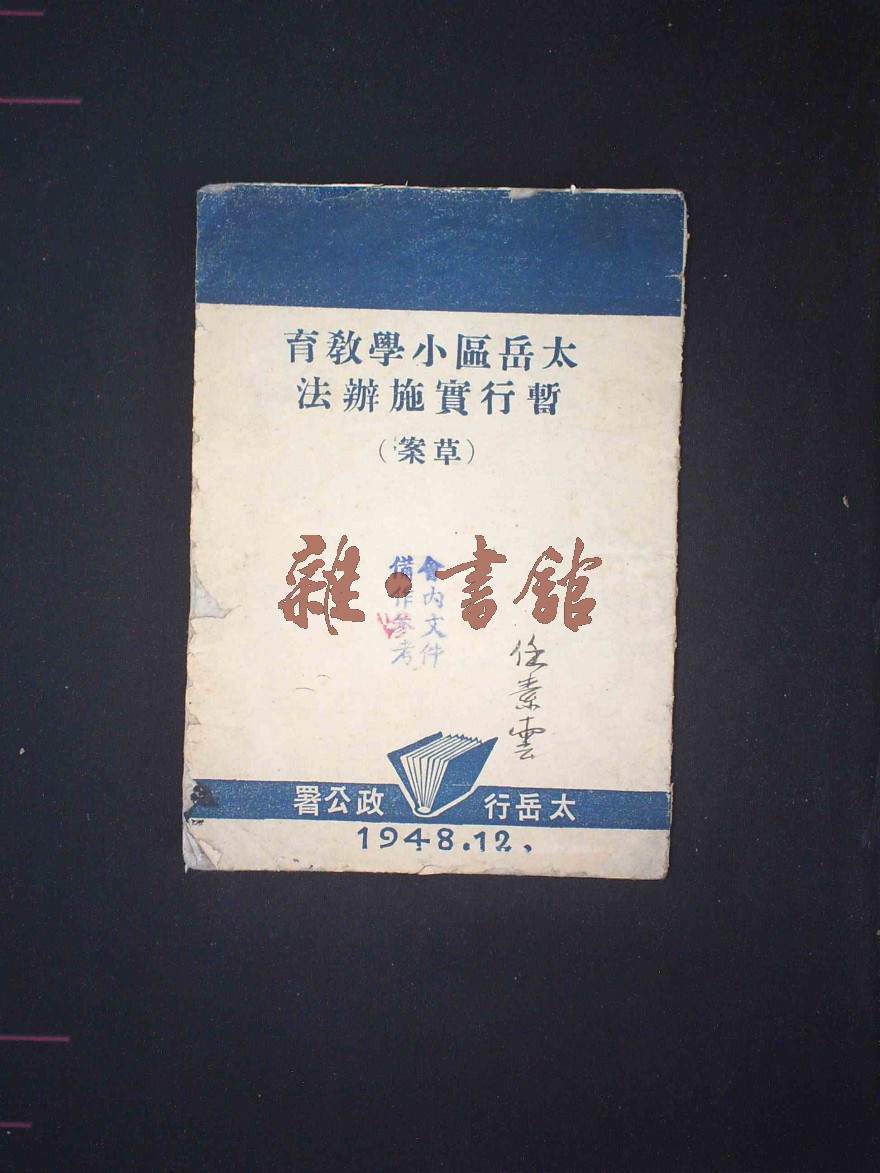 太岳區小學教育
暫行實施辦法
（草案）
雜·書館
會內文件
備作參考
任素雲
太岳行政公署
1948.12.